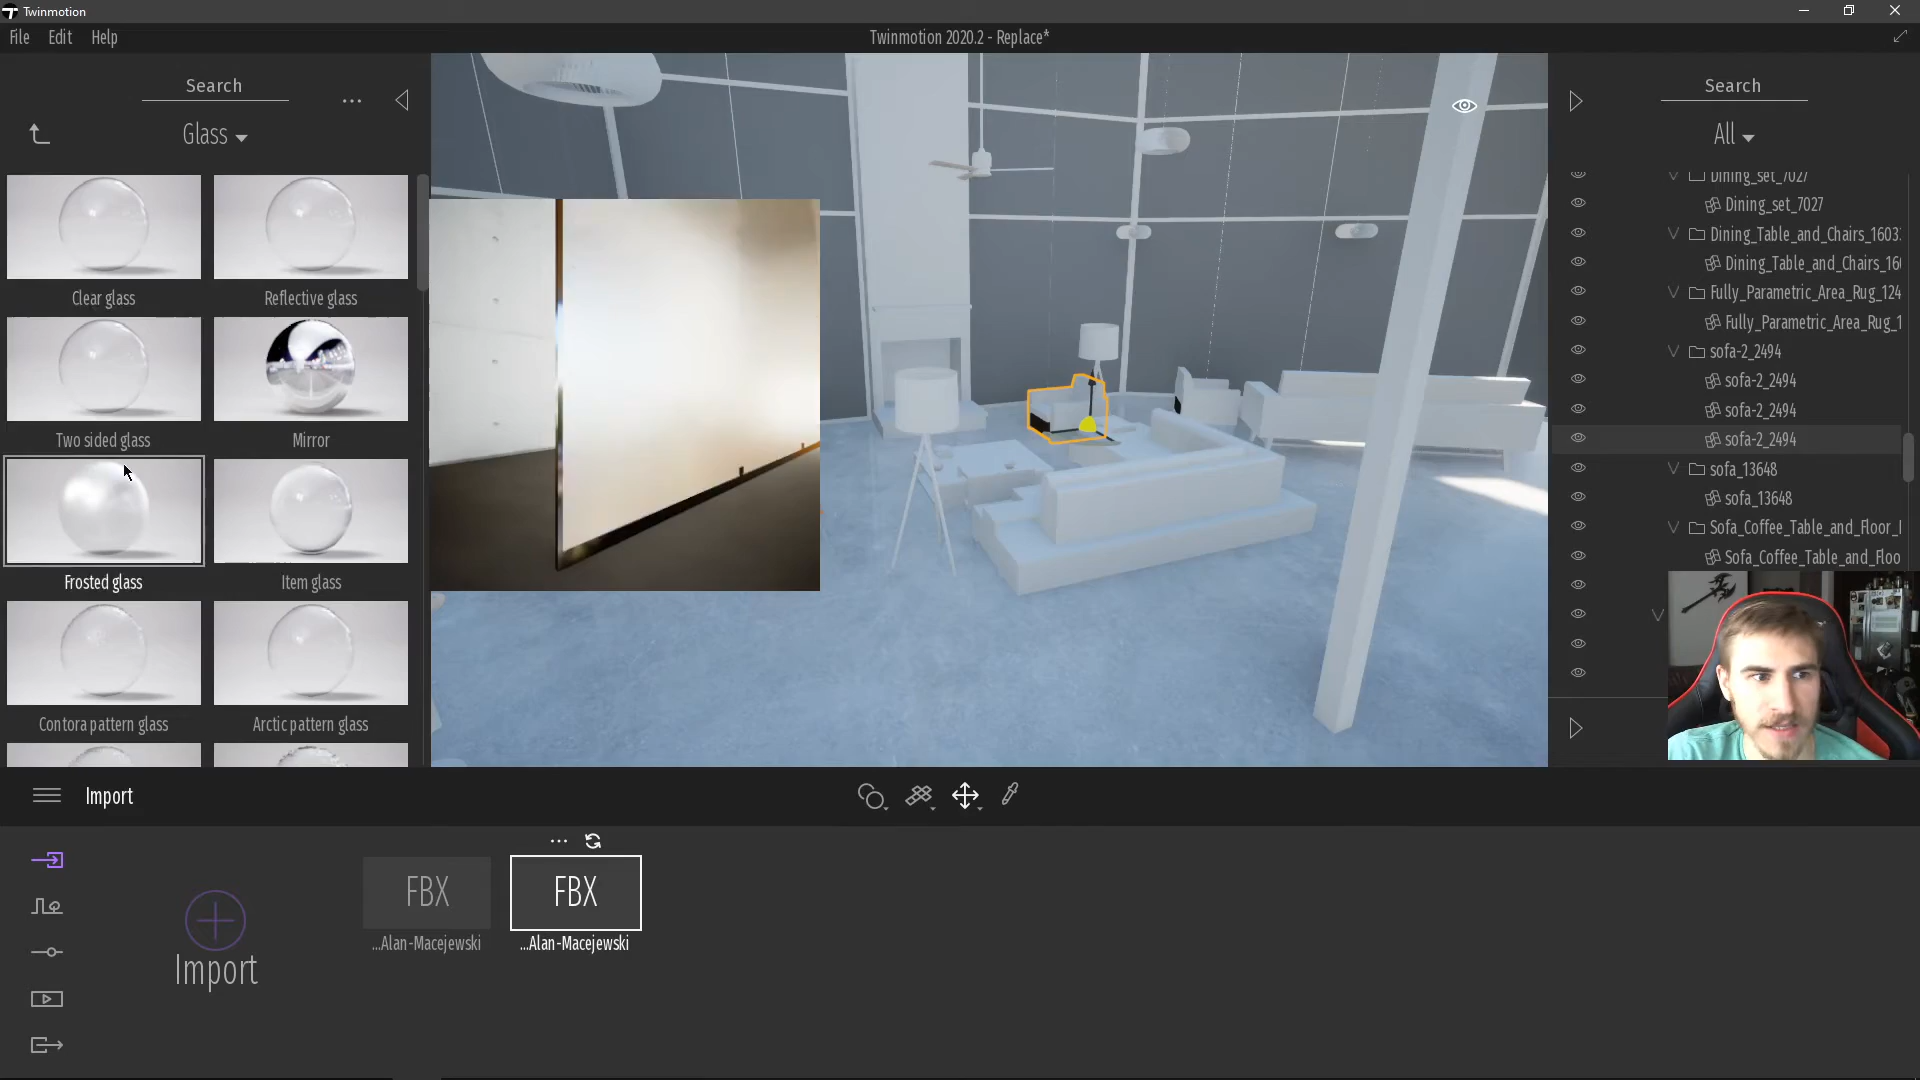 Twinmotion
File Edit Help
Twinmotion 2020.2 - Replace*
Search
Glass
Clear glass
Reflective glass
Two sided glass
Mirror
Frosted glass
Item glass
Contora pattern glass
Arctic pattern glass
Search
All
Dining_set_7027
Dining_set_7027
Dining_Table_and_Chairs_1603
Dining_Table_and_Chairs_16
Fully_Parametric_Area_Rug_124
Fully_Parametric_Area_Rug_1
sofa-2_2494
sofa-2_2494
sofa-2_2494
sofa-2_2494
sofa_13648
sofa_13648
Sofa_Coffee_Table_and_Floor_
Sofa_Coffee_Table_and_Floo
Import
Import
FBX
...Alan-Macejewski
FBX
...Alan-Macejewski